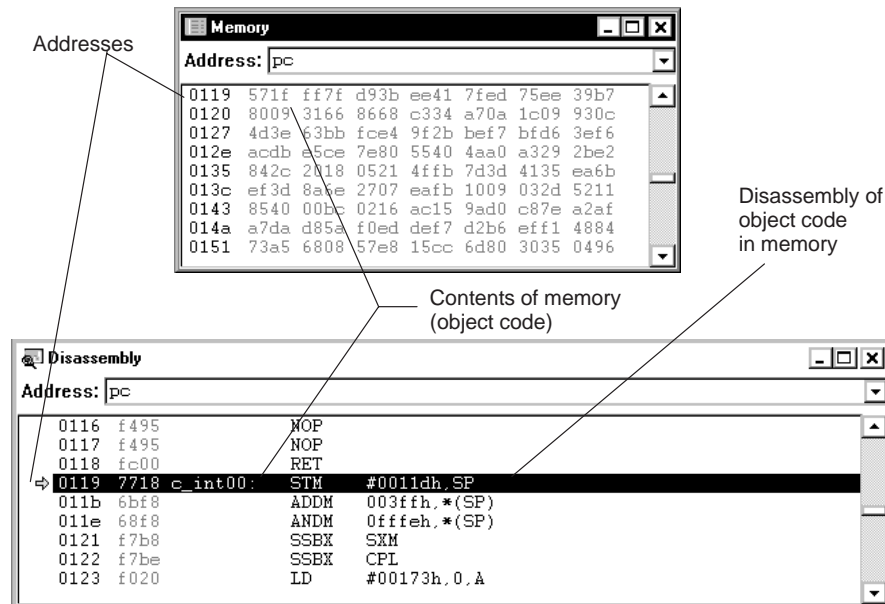 Addresses
Memory
Address: pc
0119 571f ff7f d93b ee41 7fed 75ee 39b7
0120 8009 3166 8668 c334 a70a 1c09 930c
0127 4d3e 63bb fce4 9f2b bef7 bfd6 3ef6
012e acdb e5ce 7e80 5540 4aa0 a329 2be2
0135 842c 2018 0521 4ffb 7d3d 4135 ea6b
013c ef3d 8a6e 2707 eafb 1009 032d 5211
0143 8540 00bc 0216 ac15 9ad0 c87e a2af
014a a7da d85a f0ed def7 d2b6 eff1 4884
0151 73a5 6808 57e8 15cc 6d80 3035 0496
Disassembly of
object code
in memory
Contents of memory
(object code)
Disassembly
Address: pc
0116 f495 NOP
0117 f495 NOP
0118 fc00 RET
0119 7718 c_int00: STM #0011dh,SP
011b 6bf8 ADDM 003ffh,*(SP)
011e 68f8 ANDM 0fffeh,*(SP)
0121 f7b8 SSBX SXM
0122 f7be SSBX CPL
0123 f020 LD #00173h,0,A